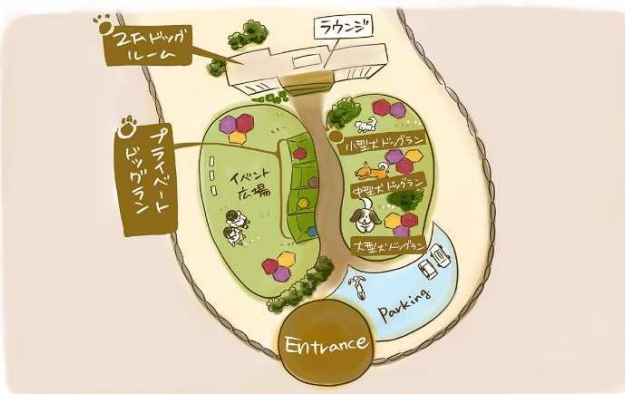 2Fドッグ
ルーム
ラウンジ
プライベート
ドッグラン
イベント
広場
小型犬ドッグラン
中型犬ドッグラン
大型犬ドッグラン
Parking
Entrance